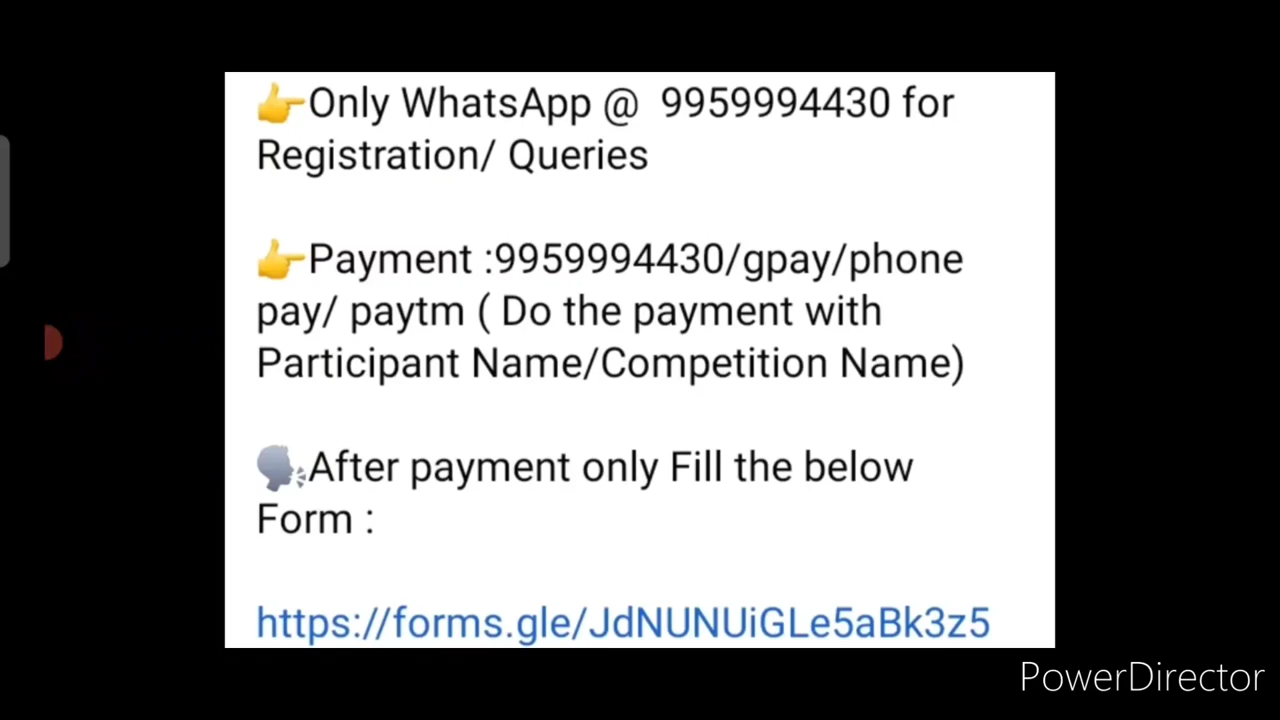 👉Only WhatsApp @ 9959994430 for
Registration/ Queries
👉Payment :9959994430/gpay/phone
pay/ paytm ( Do the payment with
Participant Name/Competition Name)
🗣️After payment only Fill the below
Form :
https://forms.gle/JdNUNUiGLe5aBk3z5
PowerDirector